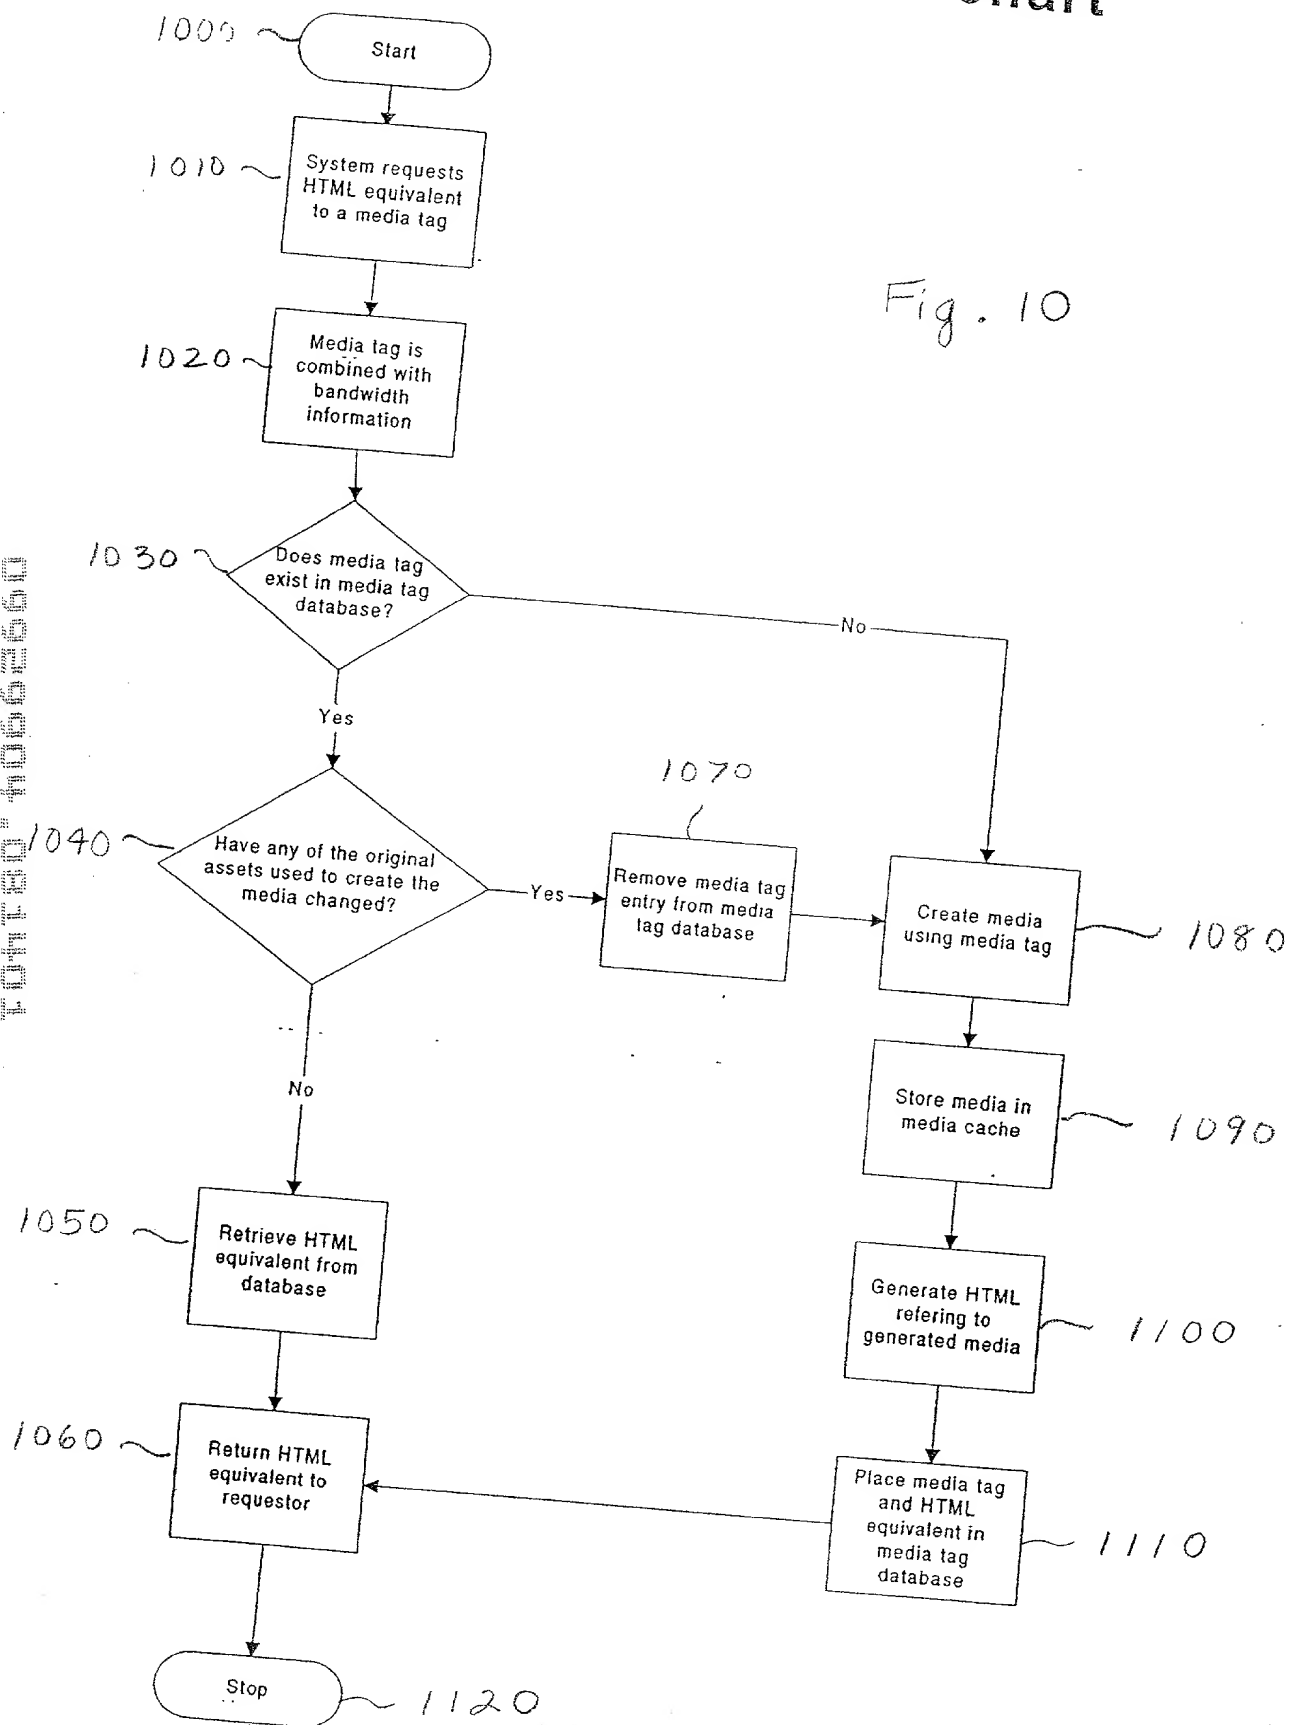 1000
Start
1010
System requests
HTML equivalent
to a media tag
Fig. 10
1020
Media tag is
combined with
bandwidth
information
1030
Does media tag
exist in media tag
database?
No
Yes
1040
Have any of the original
assets used to create the
media changed?
Yes
1070
Remove media tag
entry from media
tag database
Create media
using media tag
1080
No
Store media in
media cache
1090
1050
Retrieve HTML
equivalent from
database
Generate HTML
refering to
generated media
1100
1060
Return HTML
equivalent to
requestor
Place media tag
and HTML
equivalent in
media tag
database
1110
Stop
1120